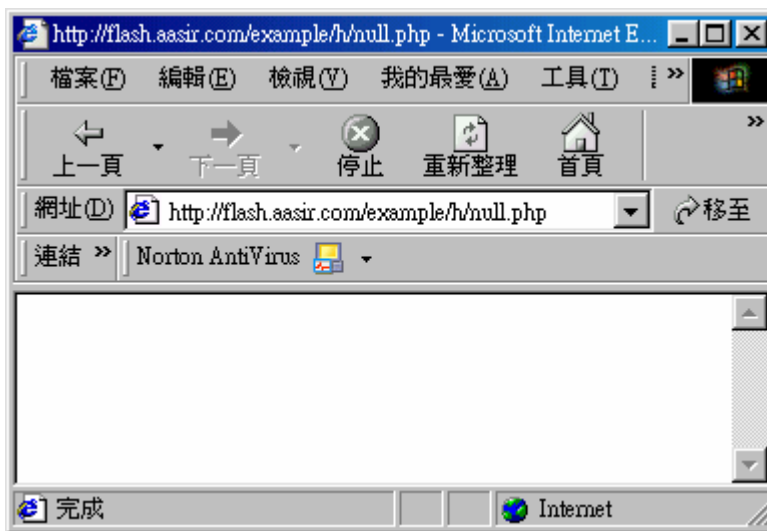 http://flash.aasir.com/example/h/null.php - Microsoft Internet E...
檔案(F) 編輯(E) 檢視(V) 我的最愛(A) 工具(T) »
»
上一頁 下一頁 停止 重新整理 首頁
網址(D) http://flash.aasir.com/example/h/null.php 移至
連結 » Norton AntiVirus
完成 Internet